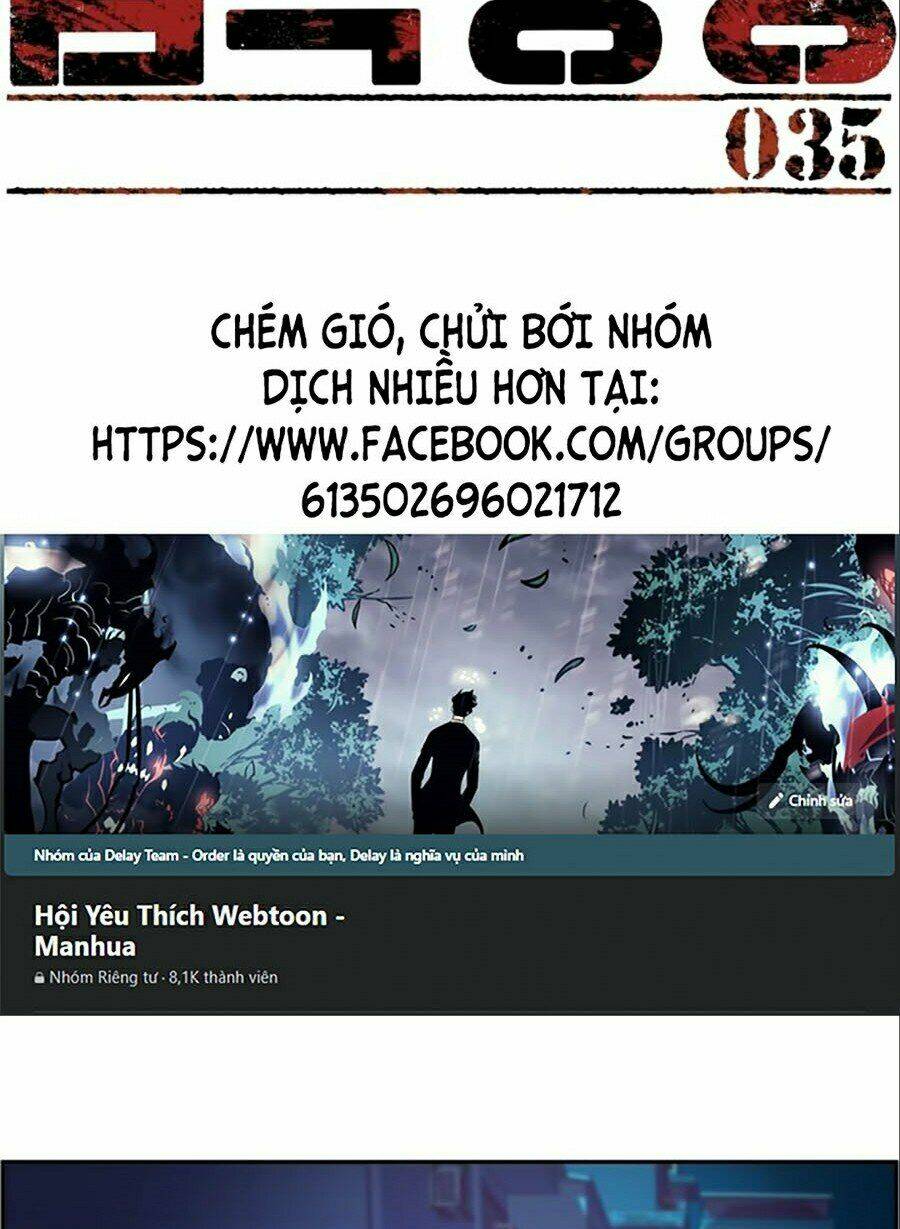 035
CHÉM GIÓ, CHỬI BỚI NHÓM
DỊCH NHIỀU HƠN TẠI:
HTTPS://WWW.FACEBOOK.COM/GROUPS/
613502696021712
Chỉnh sửa
Nhóm của Delay Team - Order là quyền của bạn, Delay là nghĩa vụ của mình
Hội Yêu Thích Webtoon -
Manhua
Nhóm Riêng tư · 8,1K thành viên